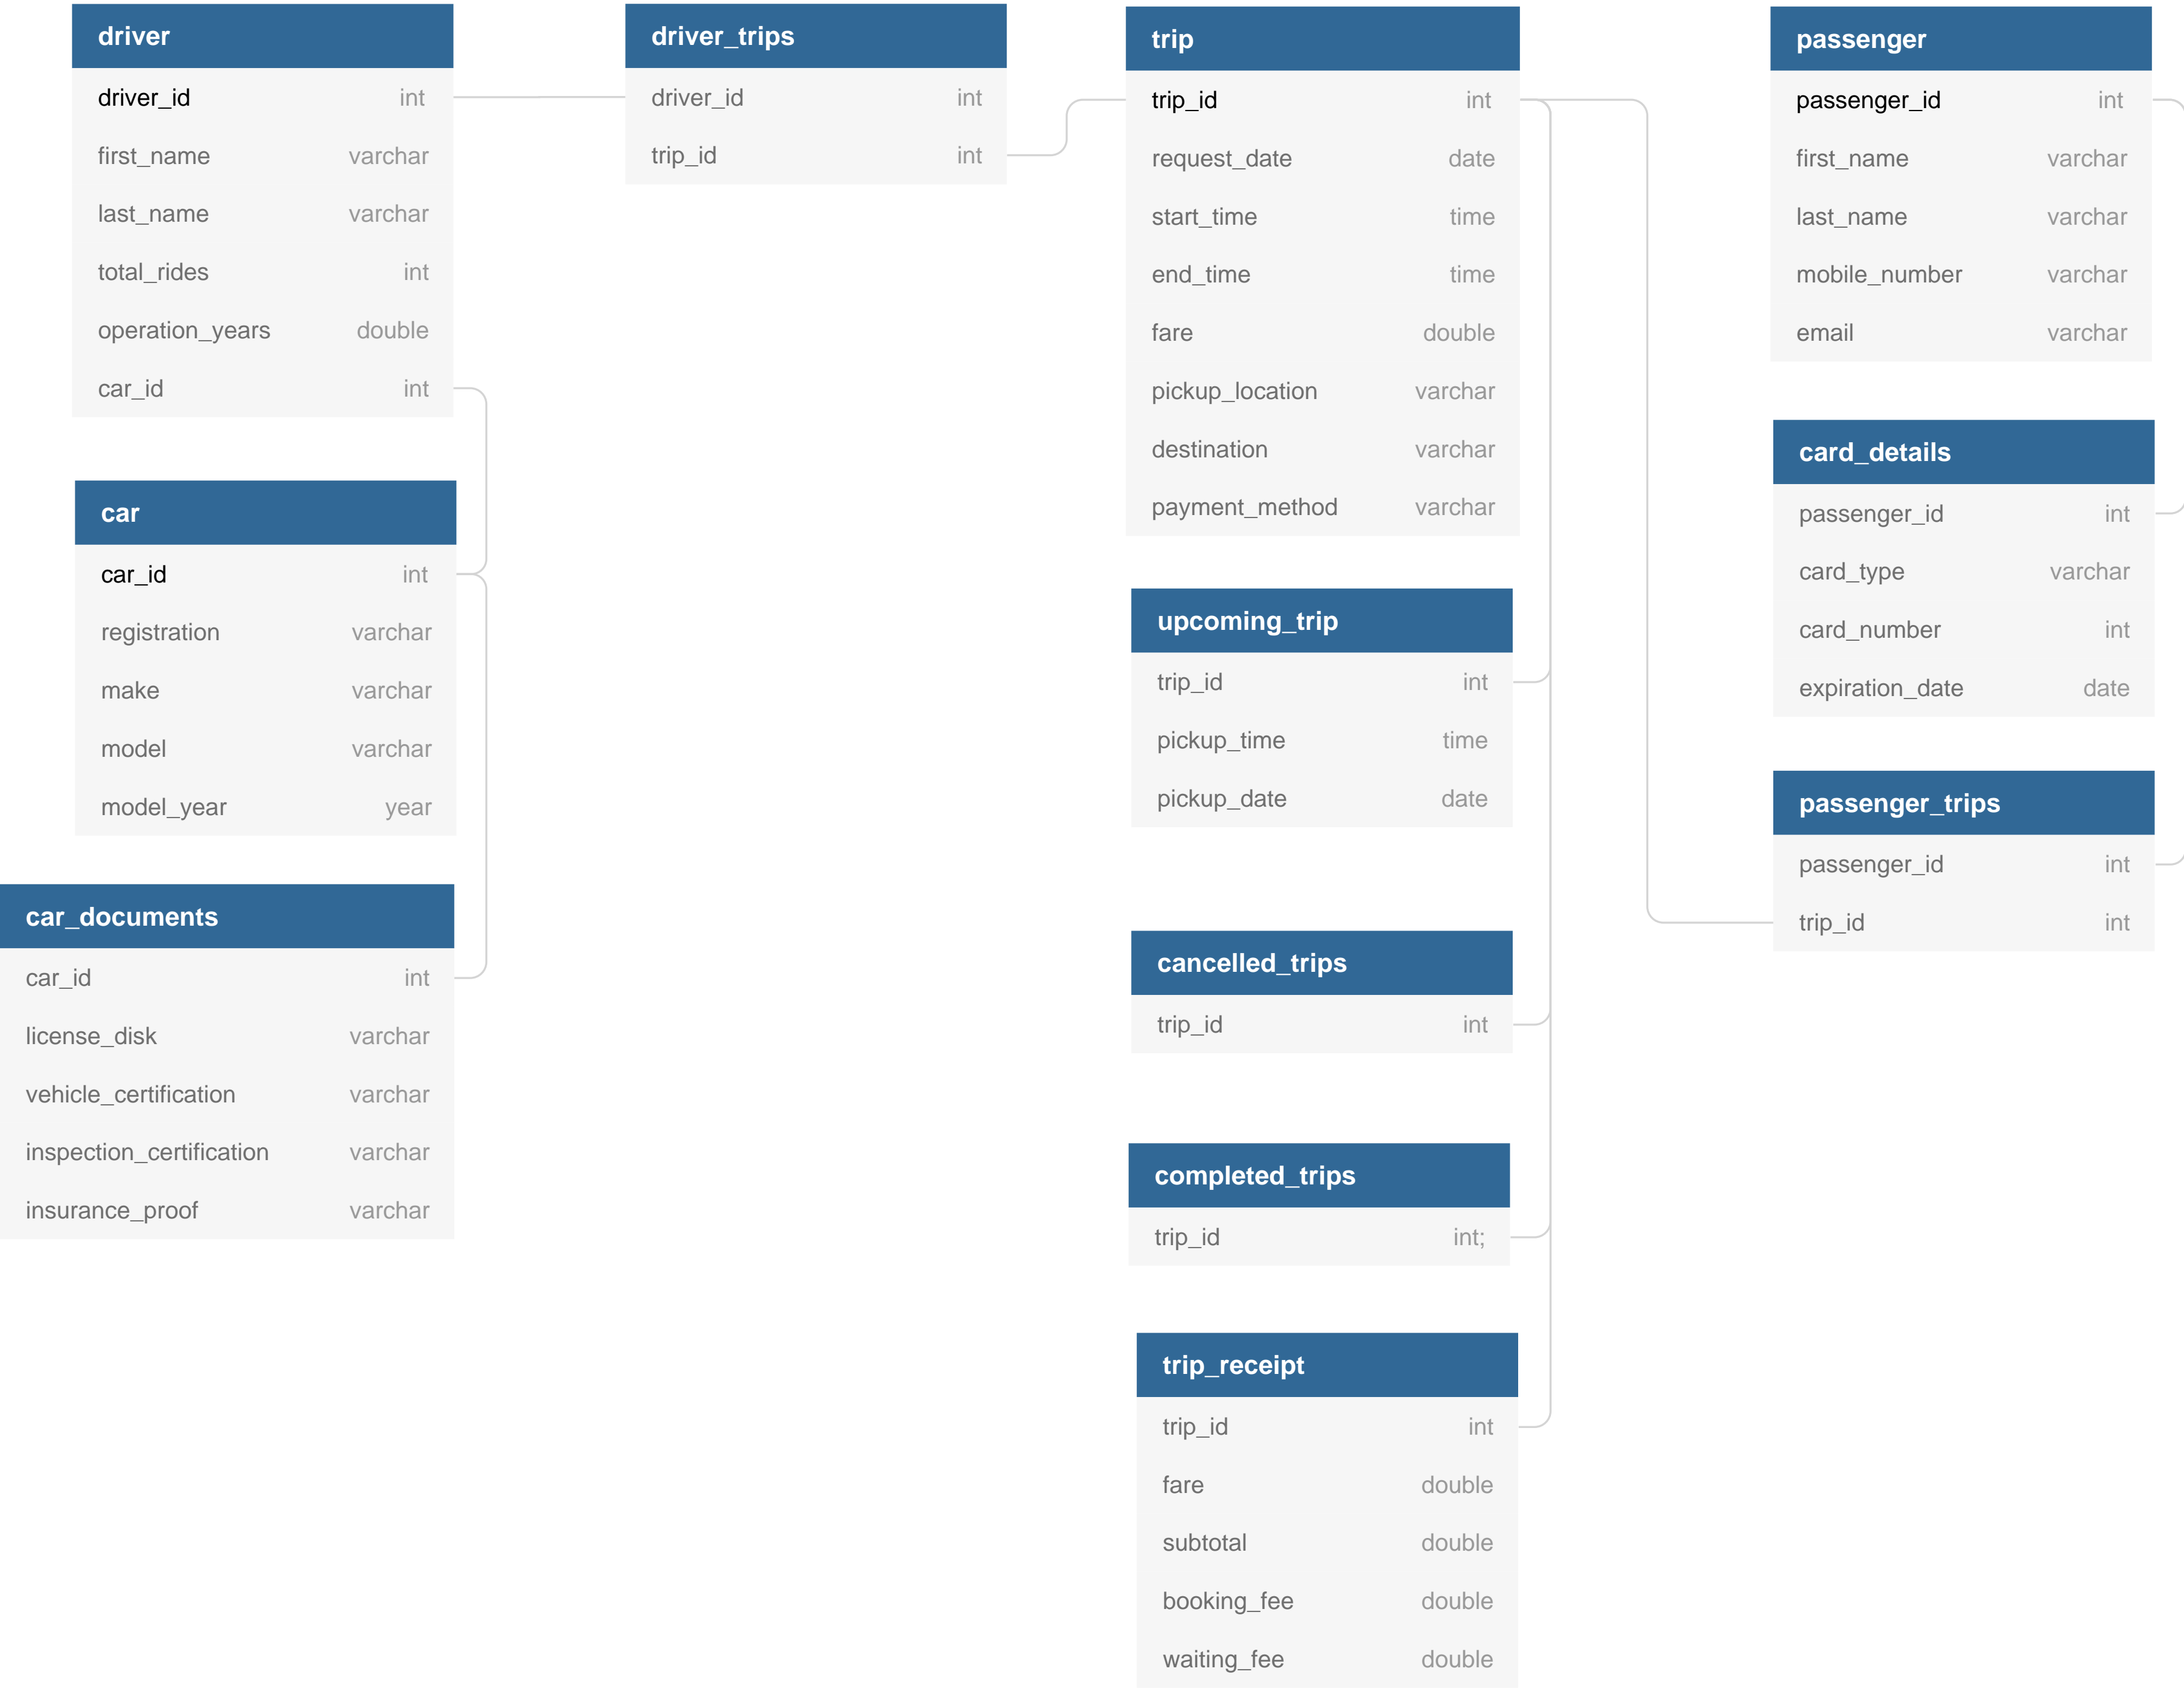 driver
driver_id int
first_name varchar
last_name varchar
total_rides int
operation_years double
car_id int
car
car_id int
registration varchar
make varchar
model varchar
model_year year
car_documents
car_id int
license_disk varchar
vehicle_certification varchar
inspection_certification varchar
insurance_proof varchar
driver_trips
driver_id int
trip_id int
trip
trip_id int
request_date date
start_time time
end_time time
fare double
pickup_location varchar
destination varchar
payment_method varchar
upcoming_trip
trip_id int
pickup_time time
pickup_date date
cancelled_trips
trip_id int
completed_trips
trip_id int;
trip_receipt
trip_id int
fare double
subtotal double
booking_fee double
waiting_fee double
passenger
passenger_id int
first_name varchar
last_name varchar
mobile_number varchar
email varchar
card_details
passenger_id int
card_type varchar
card_number int
expiration_date date
passenger_trips
passenger_id int
trip_id int